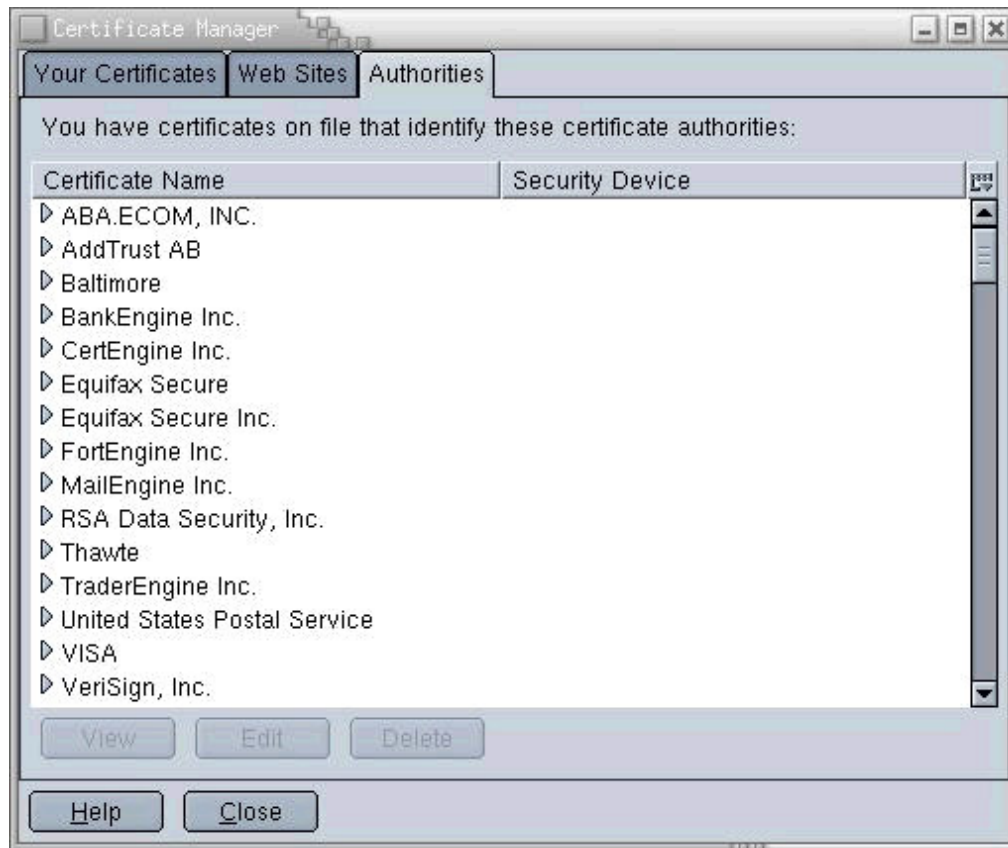 Certificate Manager
Your Certificates Web Sites Authorities
You have certificates on file that identify these certificate authorities:
Certificate Name Security Device
ABA.ECOM, INC.
AddTrust AB
Baltimore
BankEngine Inc.
CertEngine Inc.
Equifax Secure
Equifax Secure Inc.
FortEngine Inc.
MailEngine Inc.
RSA Data Security, Inc.
Thawte
TraderEngine Inc.
United States Postal Service
VISA
VeriSign, Inc.
View Edit Delete
Help Close